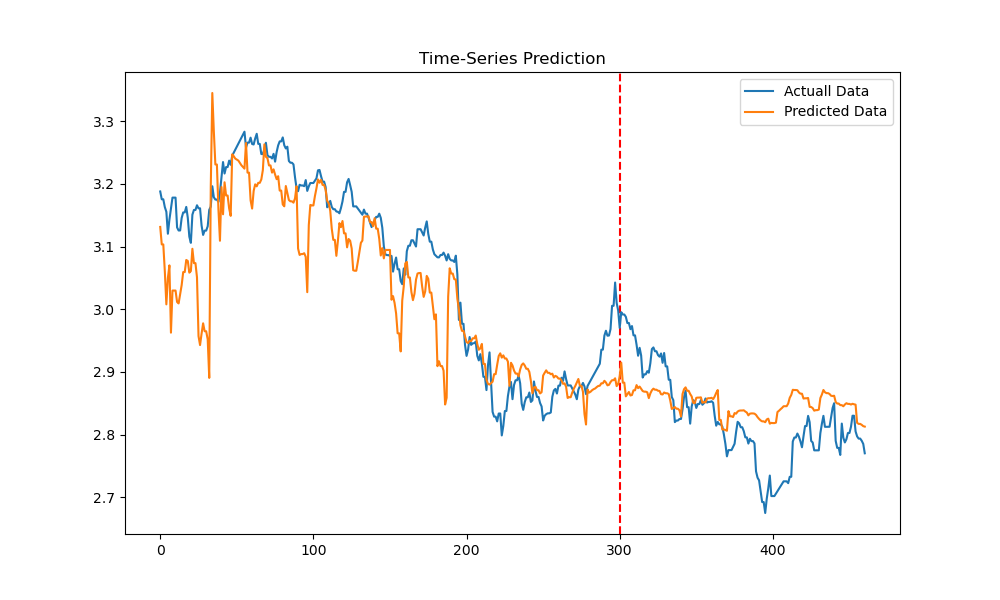 Time-Series Prediction
Actuall Data
Predicted Data
3.3
3.2
3.1
3.0
2.9
2.8
2.7
0 100 200 300 400